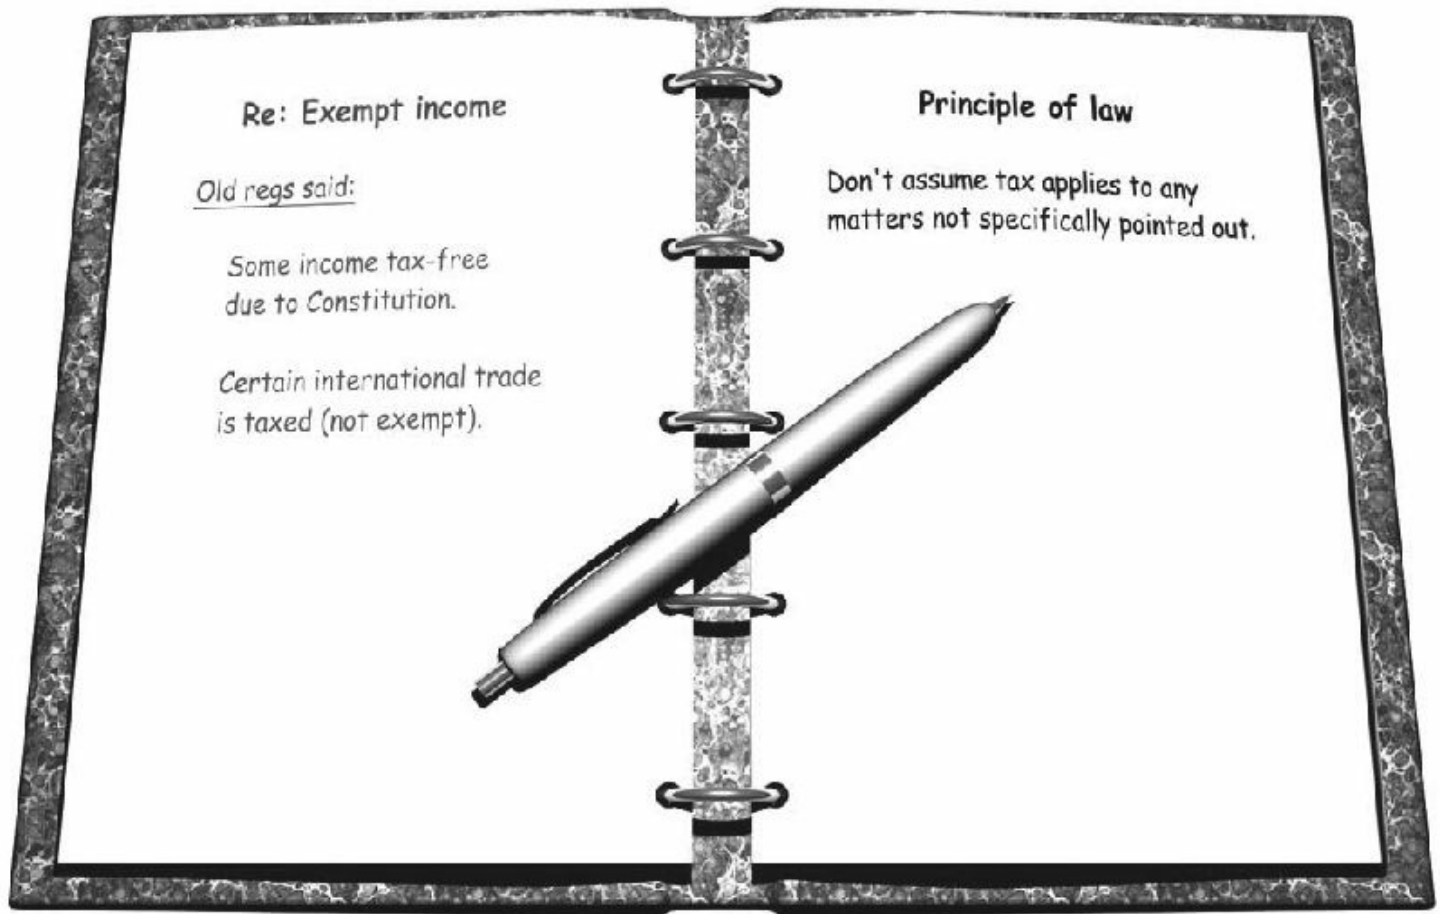 Re: Exempt income
Old regs said:
Some income tax-free
due to Constitution.
Certain international trade
is taxed (not exempt).
Principle of law
Don't assume tax applies to any
matters not specifically pointed out.